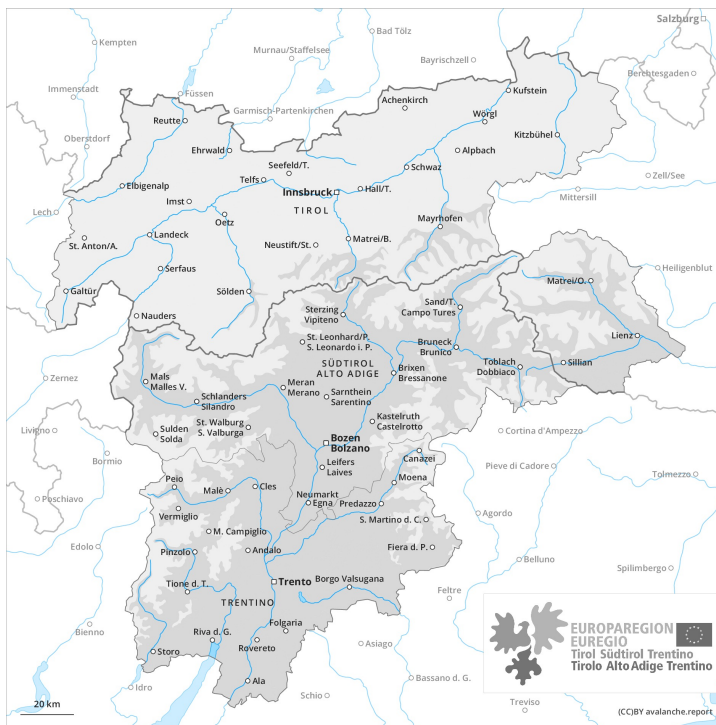 Salzburg
Kempten
Bad Tölz
Murnau/Staffelsee
Bayrischzell
Berchtesgaden
Immenstadt
Füssen
Garmisch-Partenkirchen
Achenkirch
Kufstein
Reutte
Wörgl
Oberstdorf
Ehrwald
Kitzbühel
Alpbach
Seefeld/T.
Schwaz
Zell/See
Elbigenalp
Telfs
Innsbruck
Hall/T.
Mittersill
Imst
TIROL
Lech
Oetz
Mayrhofen
St. Anton/A.
Landeck
Neustift/St.
Matrei/B.
Serfaus
Heiligenblut
Matrei/O.
Galtür
Sölden
Nauders
Sterzing
Vipiteno
Sand/T.
Campo Tures
St. Leonhard/P.
S. Leonardo i. P.
Lienz
Bruneck
Brunico
SÜDTIROL
ALTO ADIGE
Toblach
Dobbiaco
Sillian
Brixen
Bressanone
Zernez
Mals
Malles V.
Meran
Merano
Sarnthein
Sarentino
Schlanders
Silandro
Kastelruth
Castelrotto
St. Walburg
S. Valburga
Livigno
Sulden
Solda
Cortina d'Ampezzo
Bozen
Bolzano
Bormio
Canazei
Leifers
Laives
Pieve di Cadore
Tolmezzo
Poschiavo
Peio
Malè
Cles
Moena
Neumarkt
Egna
Predazzo
Vermiglio
Agordo
S. Martino d. C.
M. Campiglio
Edolo
Pinzolo
Andalo
Fiera d. P.
Belluno
Spilimbergo
Tione d. T.
Trento
Borgo Valsugana
Feltre
TRENTINO
Bienno
Folgaria
Riva d. G.
Rovereto
Asiago
Storo
Ala
Idro
Schio
Bassano d. G.
Treviso
EUROPAREGION
EUREGIO
Tirol Südtirol Trentino
Tirolo Alto Adige Trentino
20 km
(CC)BY avalanche.report